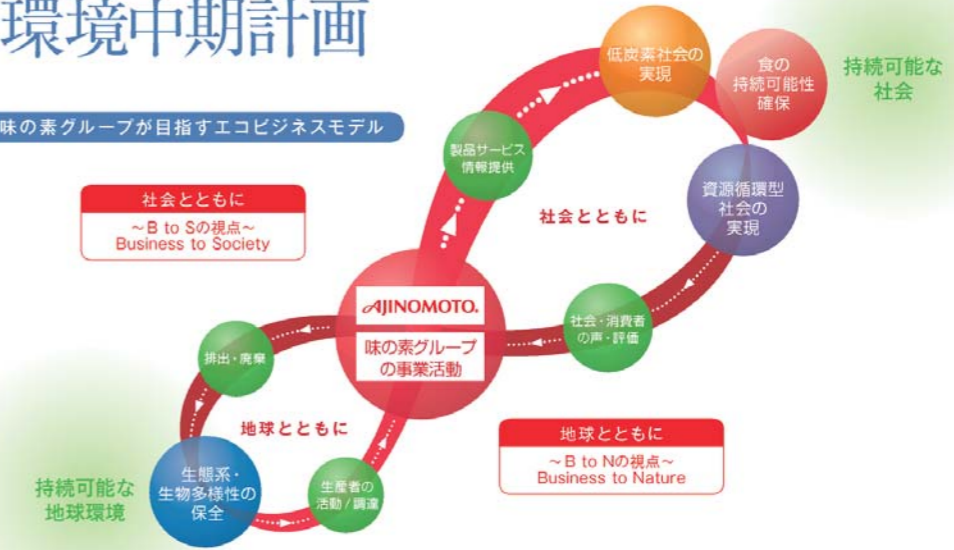 環境中期計画
味の素グループが目指すエコビジネスモデル
社会とともに
~B to Sの視点~
Business to Society
低炭素社会の
実現
食の
持続可能性
確保
持続可能な
社会
製品サービス
情報提供
資源循環型
社会の
実現
社会とともに
AJINOMOTO®
味の素グループ
の事業活動
社会・消費者
の声・評価
排出・廃棄
地球とともに
地球とともに
~B to Nの視点~
Business to Nature
持続可能な
地球環境
生態系・
生物多様性の
保全
生産者の
活動/調達